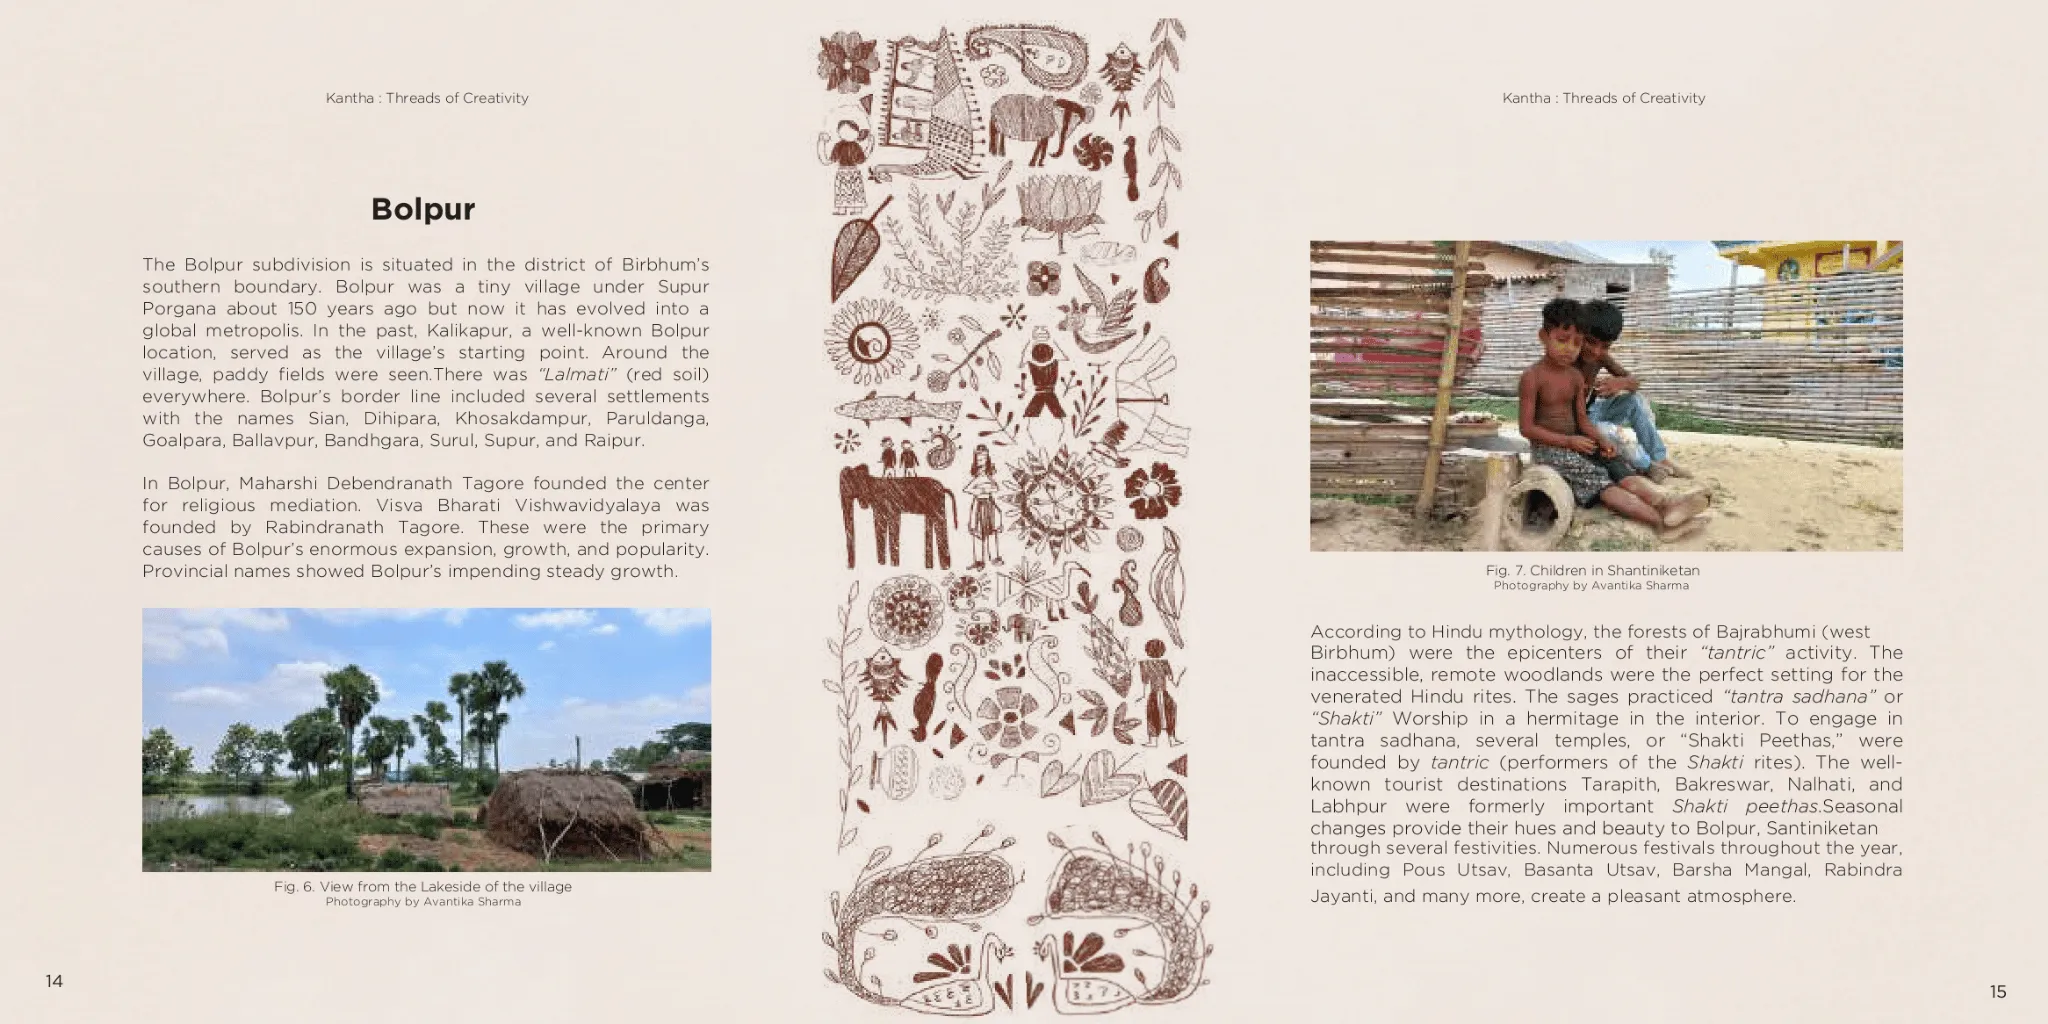 Kantha : Threads of Creativity
Bolpur
The Bolpur subdivision is situated in the district of Birbhum's
southern boundary. Bolpur was a tiny village under Supur
Porgana about 150 years ago but now it has evolved into a
global metropolis. In the past, Kalikapur, a well-known Bolpur
location, served as the village's starting point. Around the
village, paddy fields were seen.There was “Lalmati” (red soil)
everywhere. Bolpur's border line included several settlements
with the names Sian, Dihipara, Khosakdampur, Paruldanga,
Goalpara, Ballavpur, Bandhgara, Surul, Supur, and Raipur.
In Bolpur, Maharshi Debendranath Tagore founded the center
for religious mediation. Visva Bharati Vishwavidyalaya was
founded by Rabindranath Tagore. These were the primary
causes of Bolpur's enormous expansion, growth, and popularity.
Provincial names showed Bolpur's impending steady growth.
Fig. 6. View from the Lakeside of the village
Photography by Avantika Sharma
14
Kantha : Threads of Creativity
Fig. 7. Children in Shantiniketan
Photography by Avantika Sharma
According to Hindu mythology, the forests of Bajrabhumi (west
Birbhum) were the epicenters of their “tantric” activity. The
inaccessible, remote woodlands were the perfect setting for the
venerated Hindu rites. The sages practiced “tantra sadhana” or
“Shakti” Worship in a hermitage in the interior. To engage in
tantra sadhana, several temples, or “Shakti Peethas,” were
founded by tantric (performers of the Shakti rites). The well-
known tourist destinations Tarapith, Bakreswar, Nalhati, and
Labhpur were formerly important Shakti peethas.Seasonal
changes provide their hues and beauty to Bolpur, Santiniketan
through several festivities. Numerous festivals throughout the year,
including Pous Utsav, Basanta Utsav, Barsha Mangal, Rabindra
Jayanti, and many more, create a pleasant atmosphere.
15